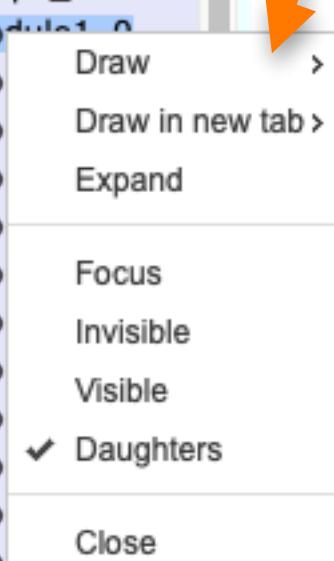 Draw
Draw in new tab
Expand
Focus
Invisible
Visible
Daughters
Close